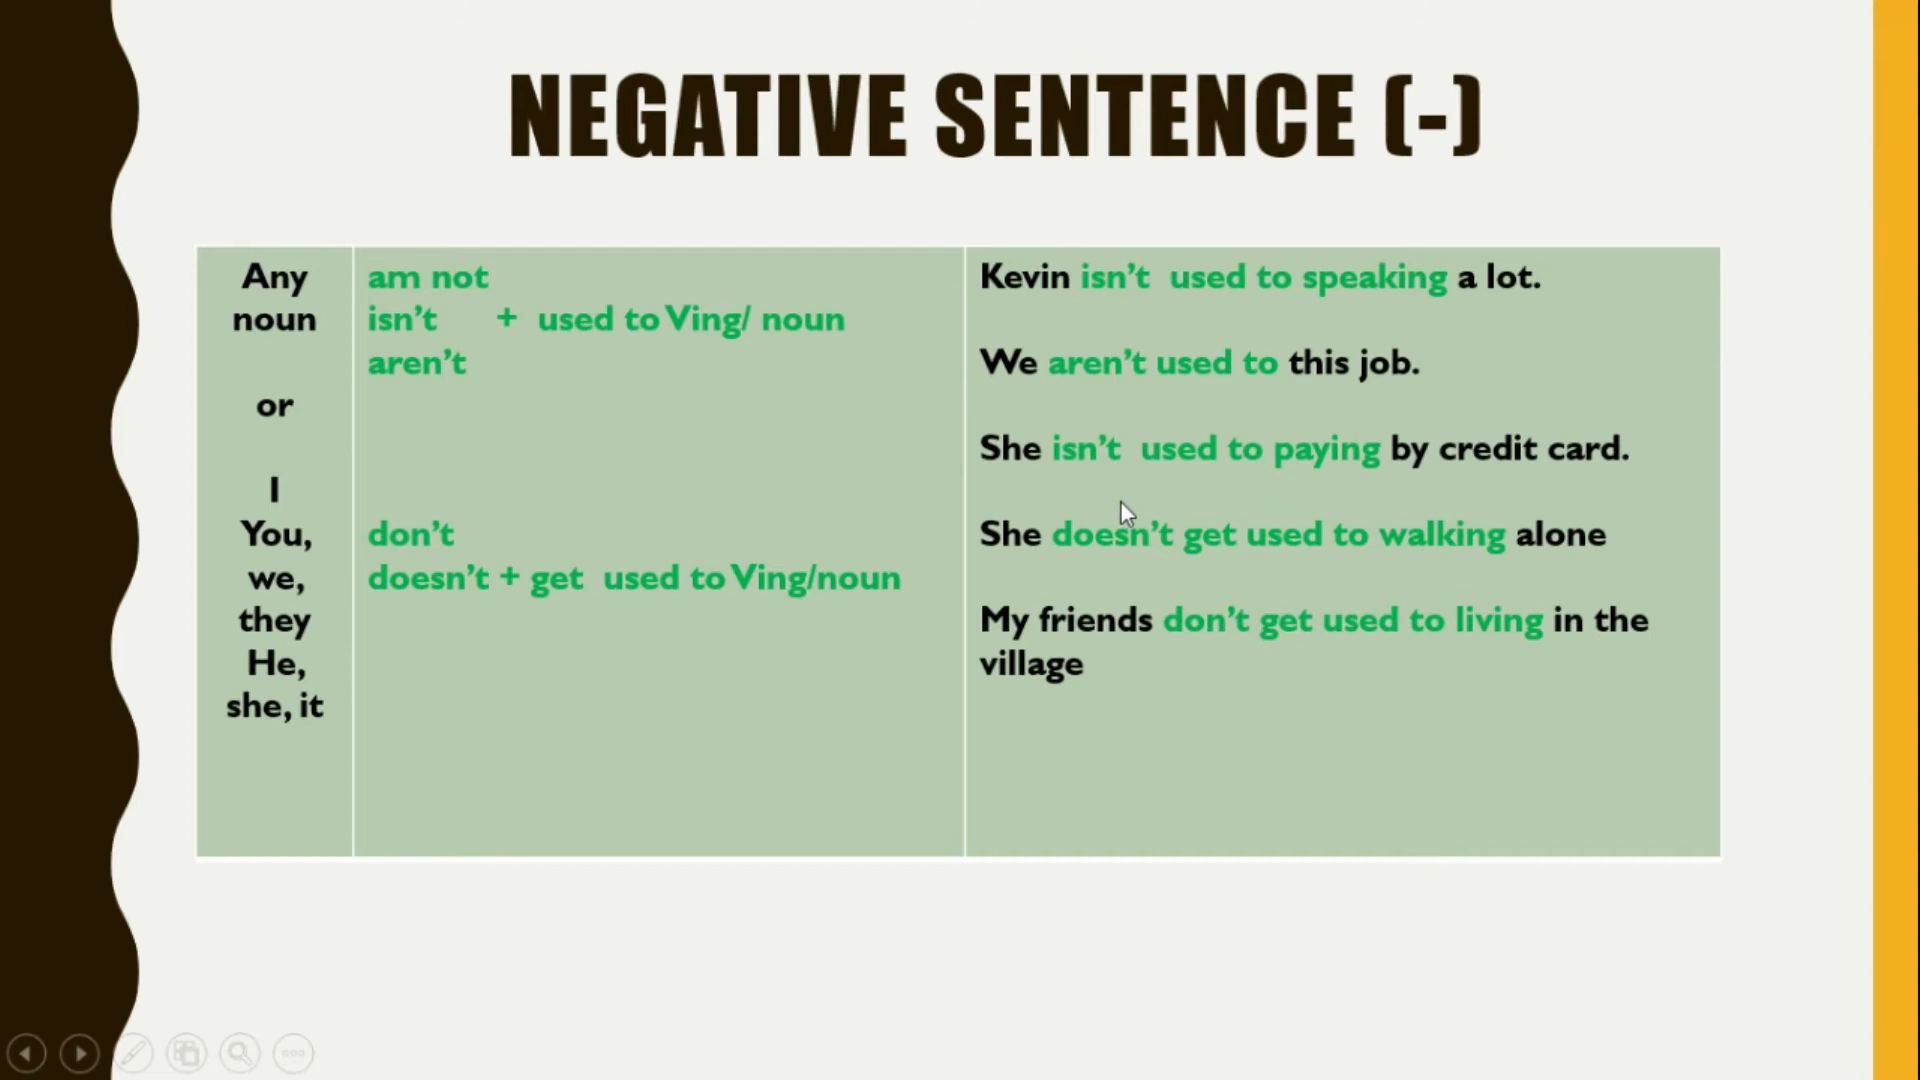 NEGATIVE SENTENCE (-)
Any
noun
or
I
You,
we,
they
He,
she, it
am not
isn't + used to Ving/ noun
aren't
don't
doesn't + get used to Ving/noun
Kevin isn't used to speaking a lot.
We aren't used to this job.
She isn't used to paying by credit card.
She doesn't get used to walking alone
My friends don't get used to living in the
village